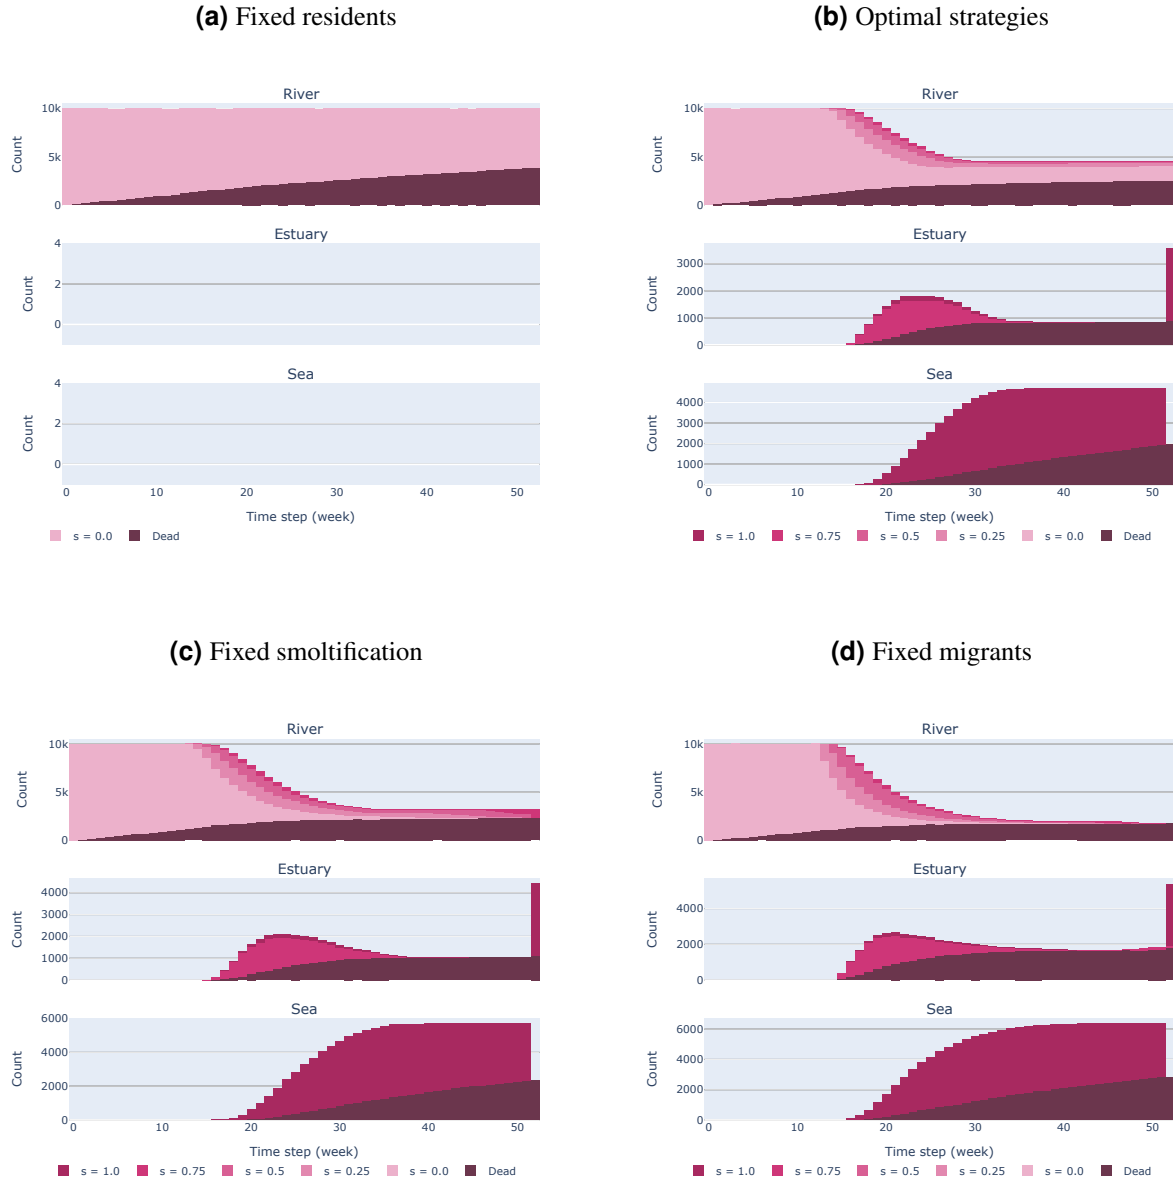 (a) Fixed residents
River
Count
10k
5k
0
Estuary
Count
4
2
0
Sea
Count
4
2
0
0 10 20 30 40 50
Time step (week)
s = 0.0 Dead
(b) Optimal strategies
River
Count
10k
5k
0
Estuary
Count
3000
2000
1000
0
Sea
Count
4000
3000
2000
1000
0
0 10 20 30 40 50
Time step (week)
s = 1.0 s = 0.75 s = 0.5 s = 0.25 s = 0.0 Dead
(c) Fixed smoltification
River
Count
10k
5k
0
Estuary
Count
4000
3000
2000
1000
0
Sea
Count
6000
4000
2000
0
0 10 20 30 40 50
Time step (week)
s = 1.0 s = 0.75 s = 0.5 s = 0.25 s = 0.0 Dead
(d) Fixed migrants
River
Count
10k
5k
0
Estuary
Count
4000
2000
0
Sea
Count
6000
4000
2000
0
0 10 20 30 40 50
Time step (week)
s = 1.0 s = 0.75 s = 0.5 s = 0.25 s = 0.0 Dead